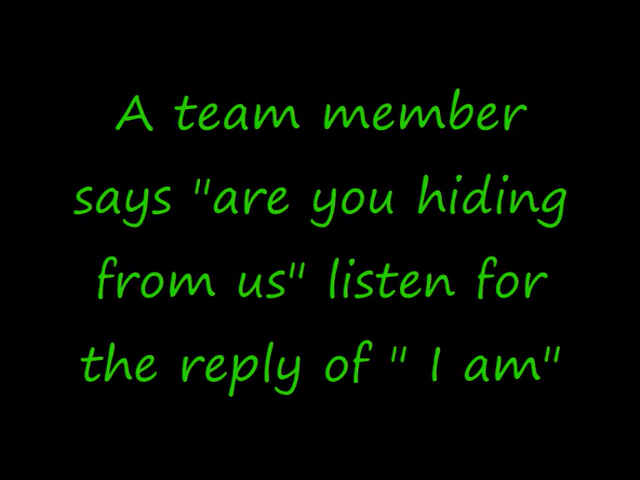 A team member
says "are you hiding
from us" listen for
the reply of " I am"